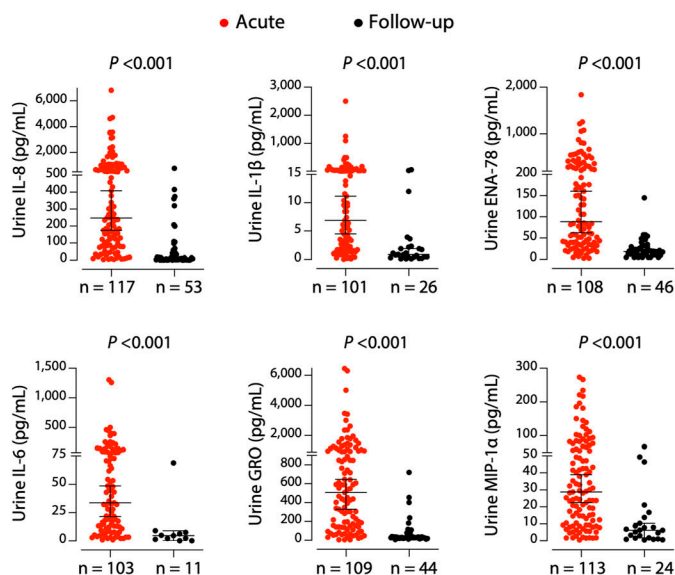 Acute Follow-up
P <0.001
Urine IL-8 (pg/mL)
6,000
4,000
2,000
500
400
300
200
100
0
n = 117 n = 53
P <0.001
Urine IL-1β (pg/mL)
3,000
2,000
1,000
15
10
5
0
n = 101 n = 26
P <0.001
Urine ENA-78 (pg/mL)
2,000
1,000
200
150
100
50
0
n = 108 n = 46
P <0.001
Urine IL-6 (pg/mL)
1,500
1,000
500
75
50
25
0
n = 103 n = 11
P <0.001
Urine GRO (pg/mL)
6,000
4,000
2,000
800
600
400
200
0
n = 109 n = 44
P <0.001
Urine MIP-1α (pg/mL)
300
200
100
50
40
30
20
10
0
n = 113 n = 24